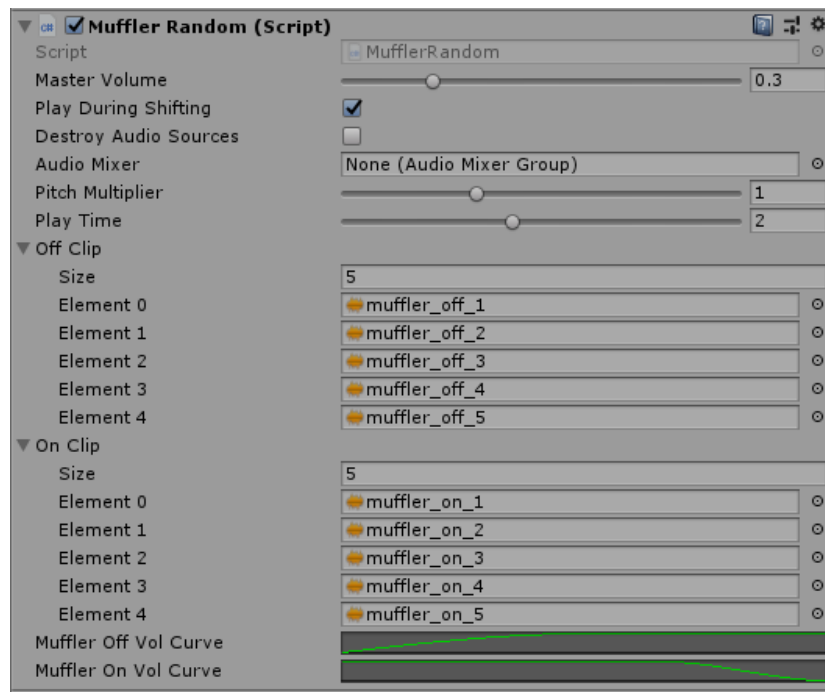 Muffler Random (Script)
Script MufflerRandom
Master Volume 0.3
Play During Shifting
Destroy Audio Sources
Audio Mixer None (Audio Mixer Group)
Pitch Multiplier 1
Play Time 2
Off Clip
Size 5
Element 0 muffler_off_1
Element 1 muffler_off_2
Element 2 muffler_off_3
Element 3 muffler_off_4
Element 4 muffler_off_5
On Clip
Size 5
Element 0 muffler_on_1
Element 1 muffler_on_2
Element 2 muffler_on_3
Element 3 muffler_on_4
Element 4 muffler_on_5
Muffler Off Vol Curve
Muffler On Vol Curve